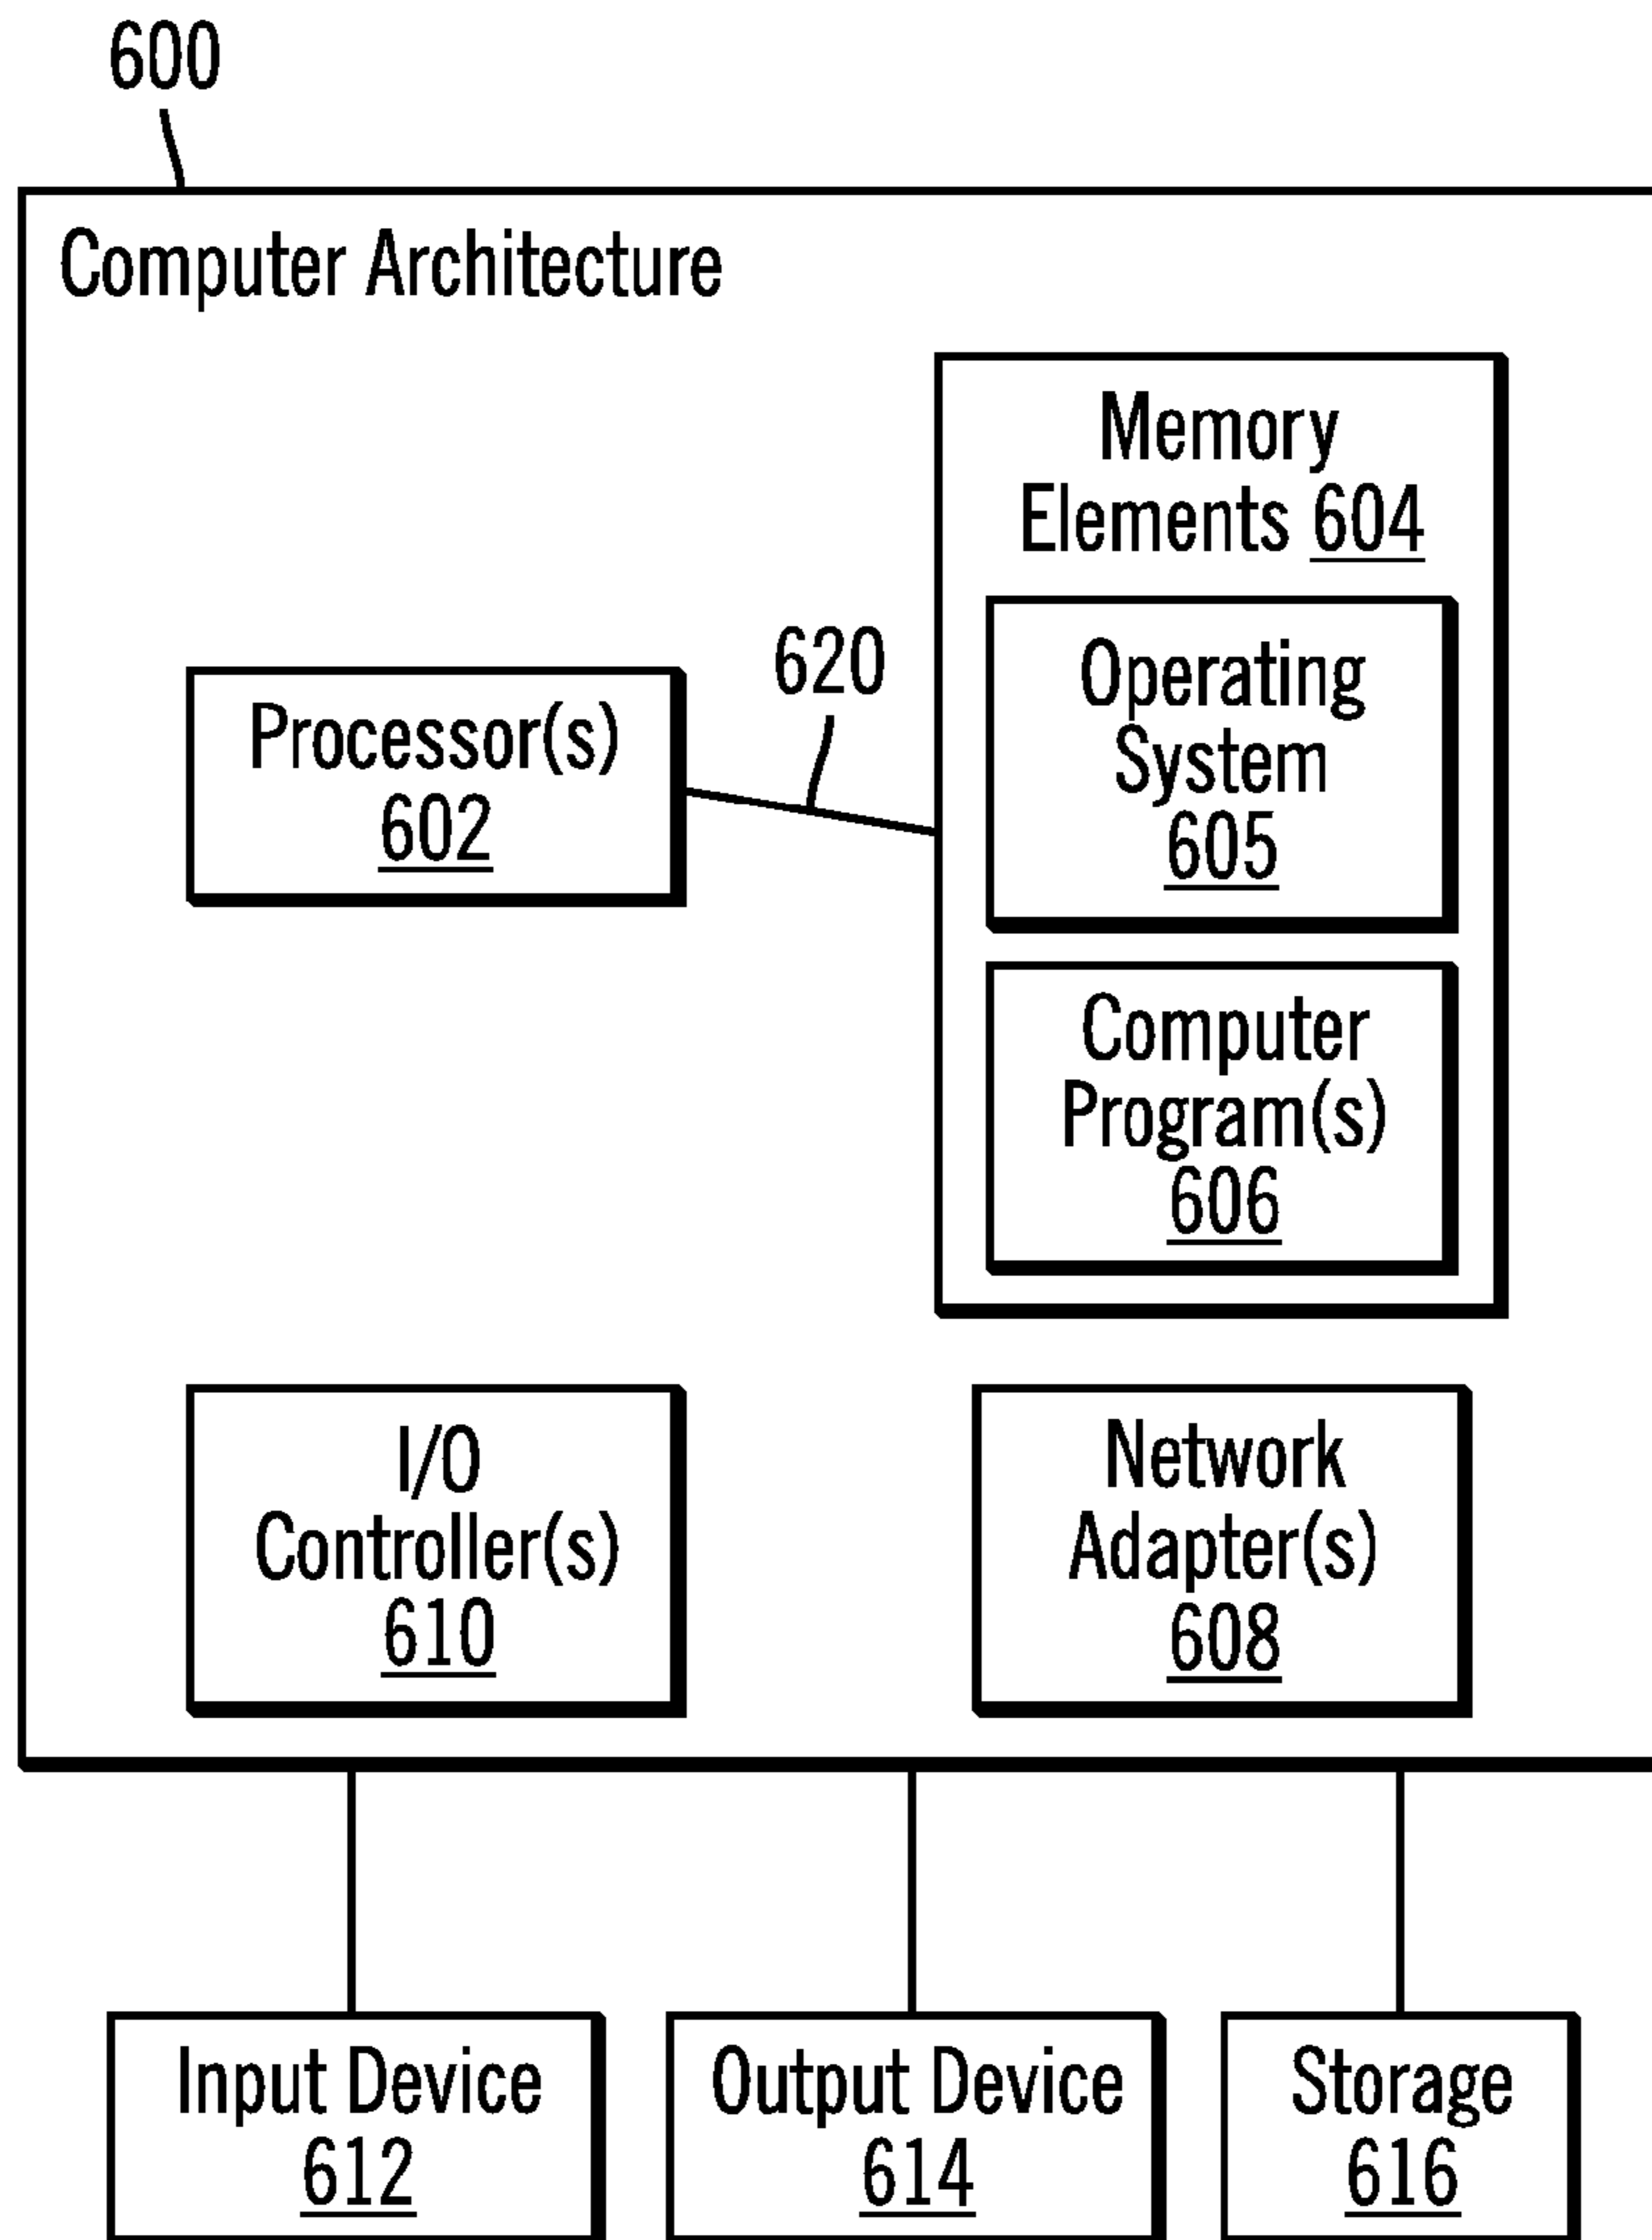 600
Computer Architecture
Memory
Elements 604
620
Operating
System
605
Processor(s)
602
Computer
Program(s)
606
I/O
Controller(s)
610
Network
Adapter(s)
608
Input Device
612
Output Device
614
Storage
616